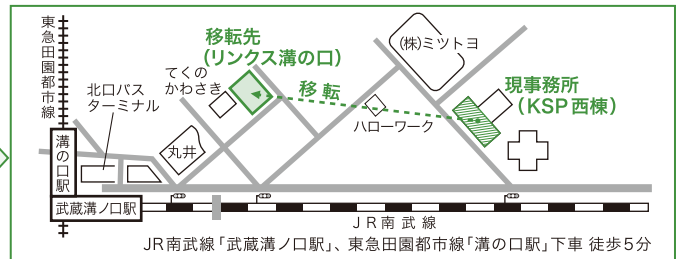 東急田園都市線
北口バス
ターミナル
溝の口駅
武蔵溝ノ口駅
丸井
てくの
かわさき
移転先
(リンクス溝の口)
移転
ハローワーク
(株)ミツトヨ
現事務所
(KSP西棟)
JR南武線
JR南武線「武蔵溝ノ口駅」、東急田園都市線「溝の口駅」下車 徒歩5分